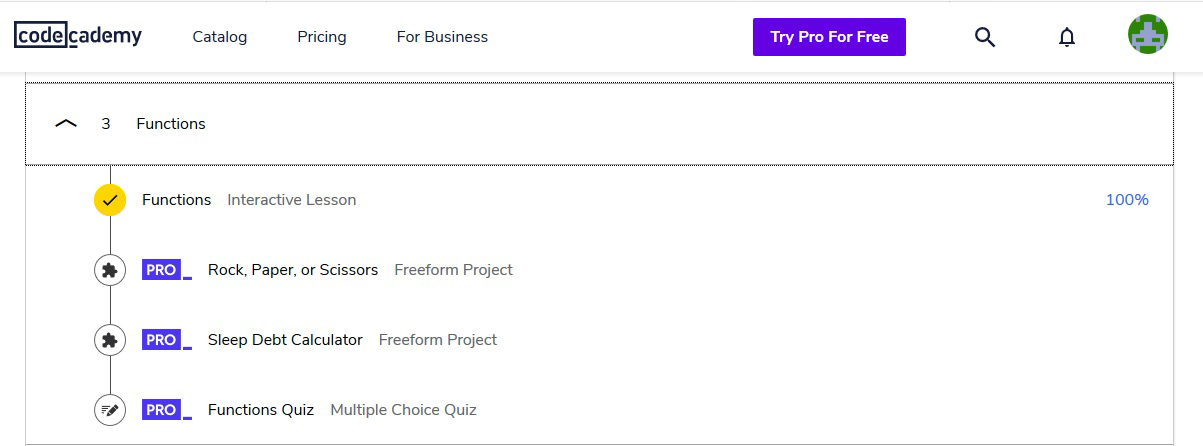 codecademy Catalog Pricing For Business Try Pro For Free
3 Functions
Functions Interactive Lesson 100%
PRO Rock, Paper, or Scissors Freeform Project
PRO Sleep Debt Calculator Freeform Project
PRO Functions Quiz Multiple Choice Quiz